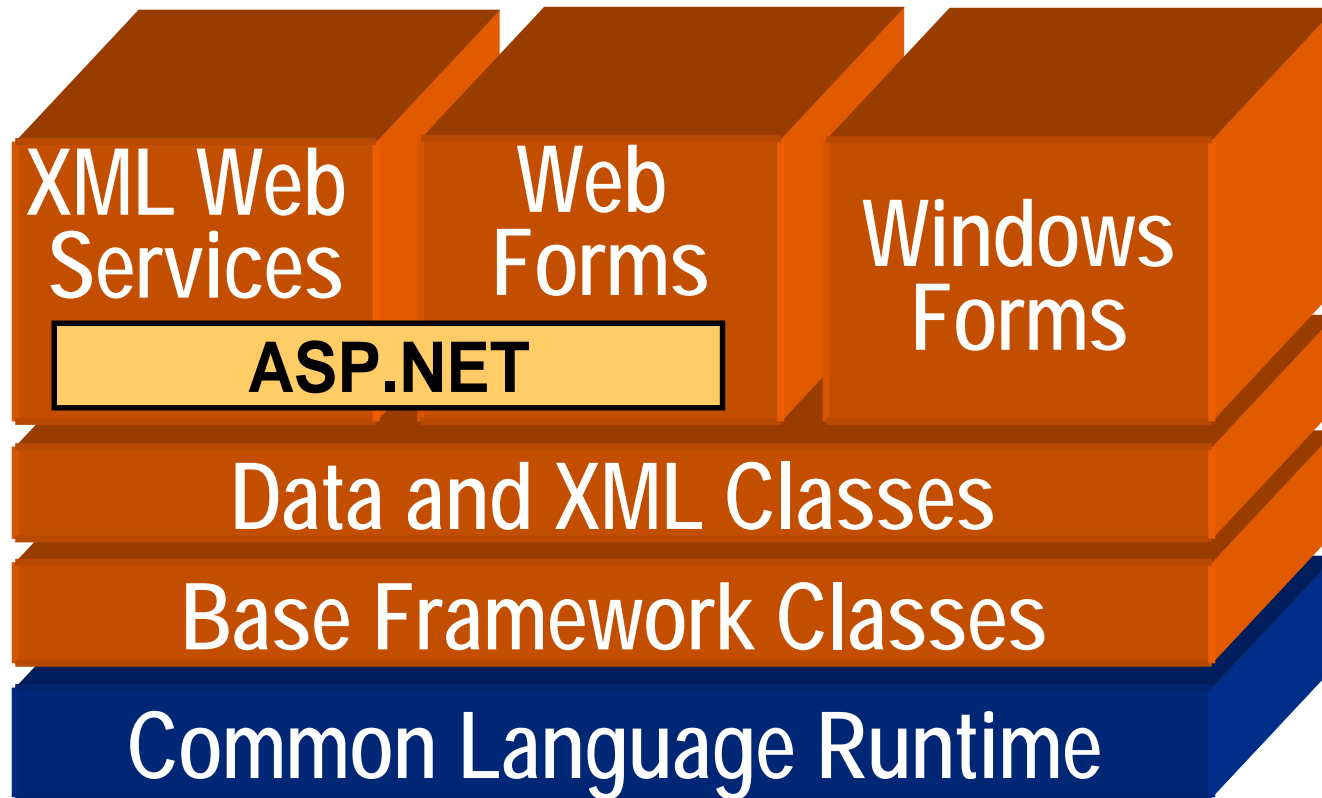 XML Web
Services
Web
Forms
Windows
Forms
ASP.NET
Data and XML Classes
Base Framework Classes
Common Language Runtime